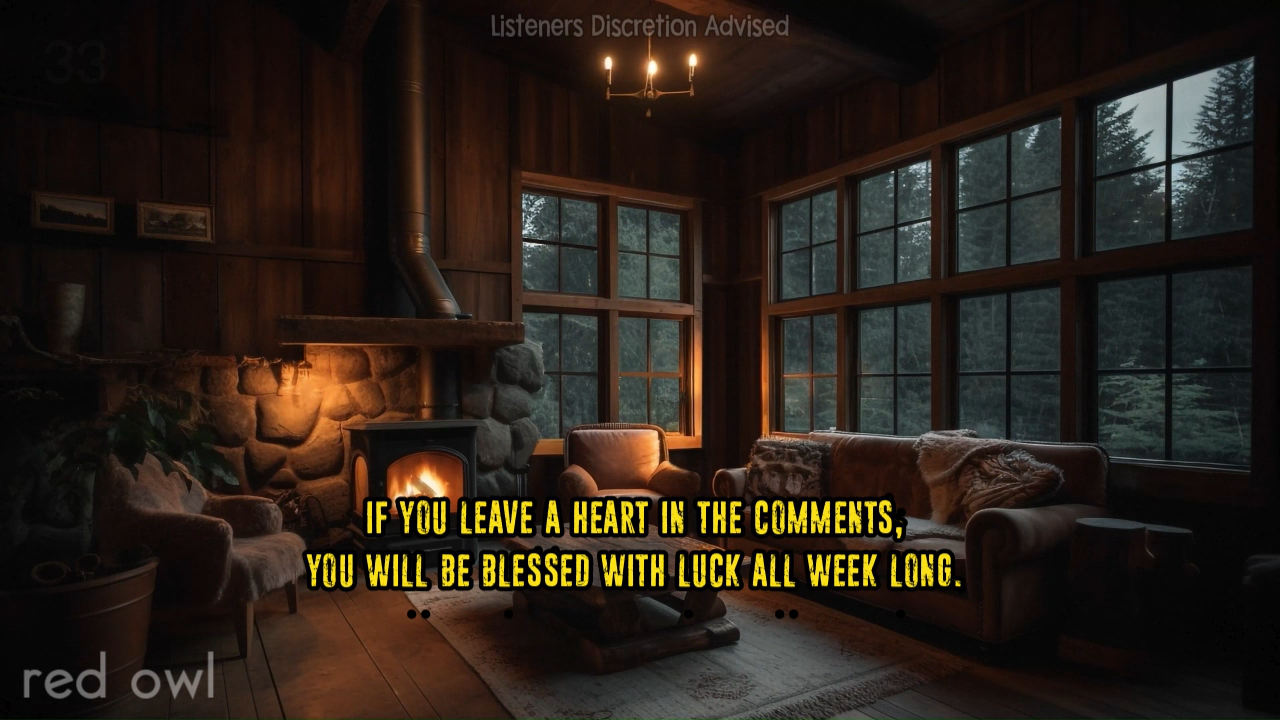 Listeners Discretion Advised
33
IF YOU LEAVE A HEART IN THE COMMENTS,
YOU WILL BE BLESSED WITH LUCK ALL WEEK LONG.
red owl